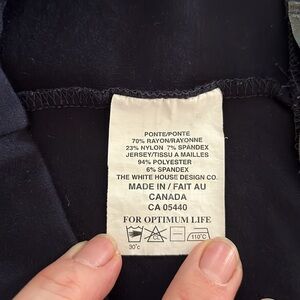 PONTE/PONTE
70% RAYON/RAYONNE
23% NYLON 7% SPANDEX
JERSEY/TISSU A MAILLES
94% POLYESTER
6% SPANDEX
THE WHITE HOUSE DESIGN CO.
MADE IN / FAIT AU
CANADA
CA 05440
FOR OPTIMUM LIFE
30°c 110°C